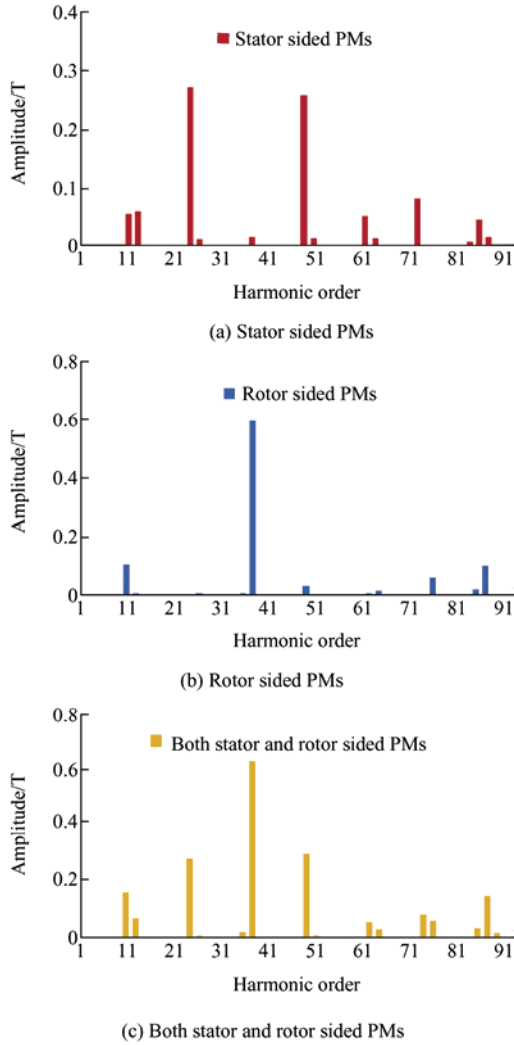 0.4
Stator sided PMs
0.3
Amplitude/T
0.2
0.1
0
1 11 21 31 41 51 61 71 81 91
Harmonic order
(a) Stator sided PMs
0.8
Rotor sided PMs
0.6
Amplitude/T
0.4
0.2
0
1 11 21 31 41 51 61 71 81 91
Harmonic order
(b) Rotor sided PMs
0.8
Both stator and rotor sided PMs
0.6
Amplitude/T
0.4
0.2
0
1 11 21 31 41 51 61 71 81 91
Harmonic order
(c) Both stator and rotor sided PMs